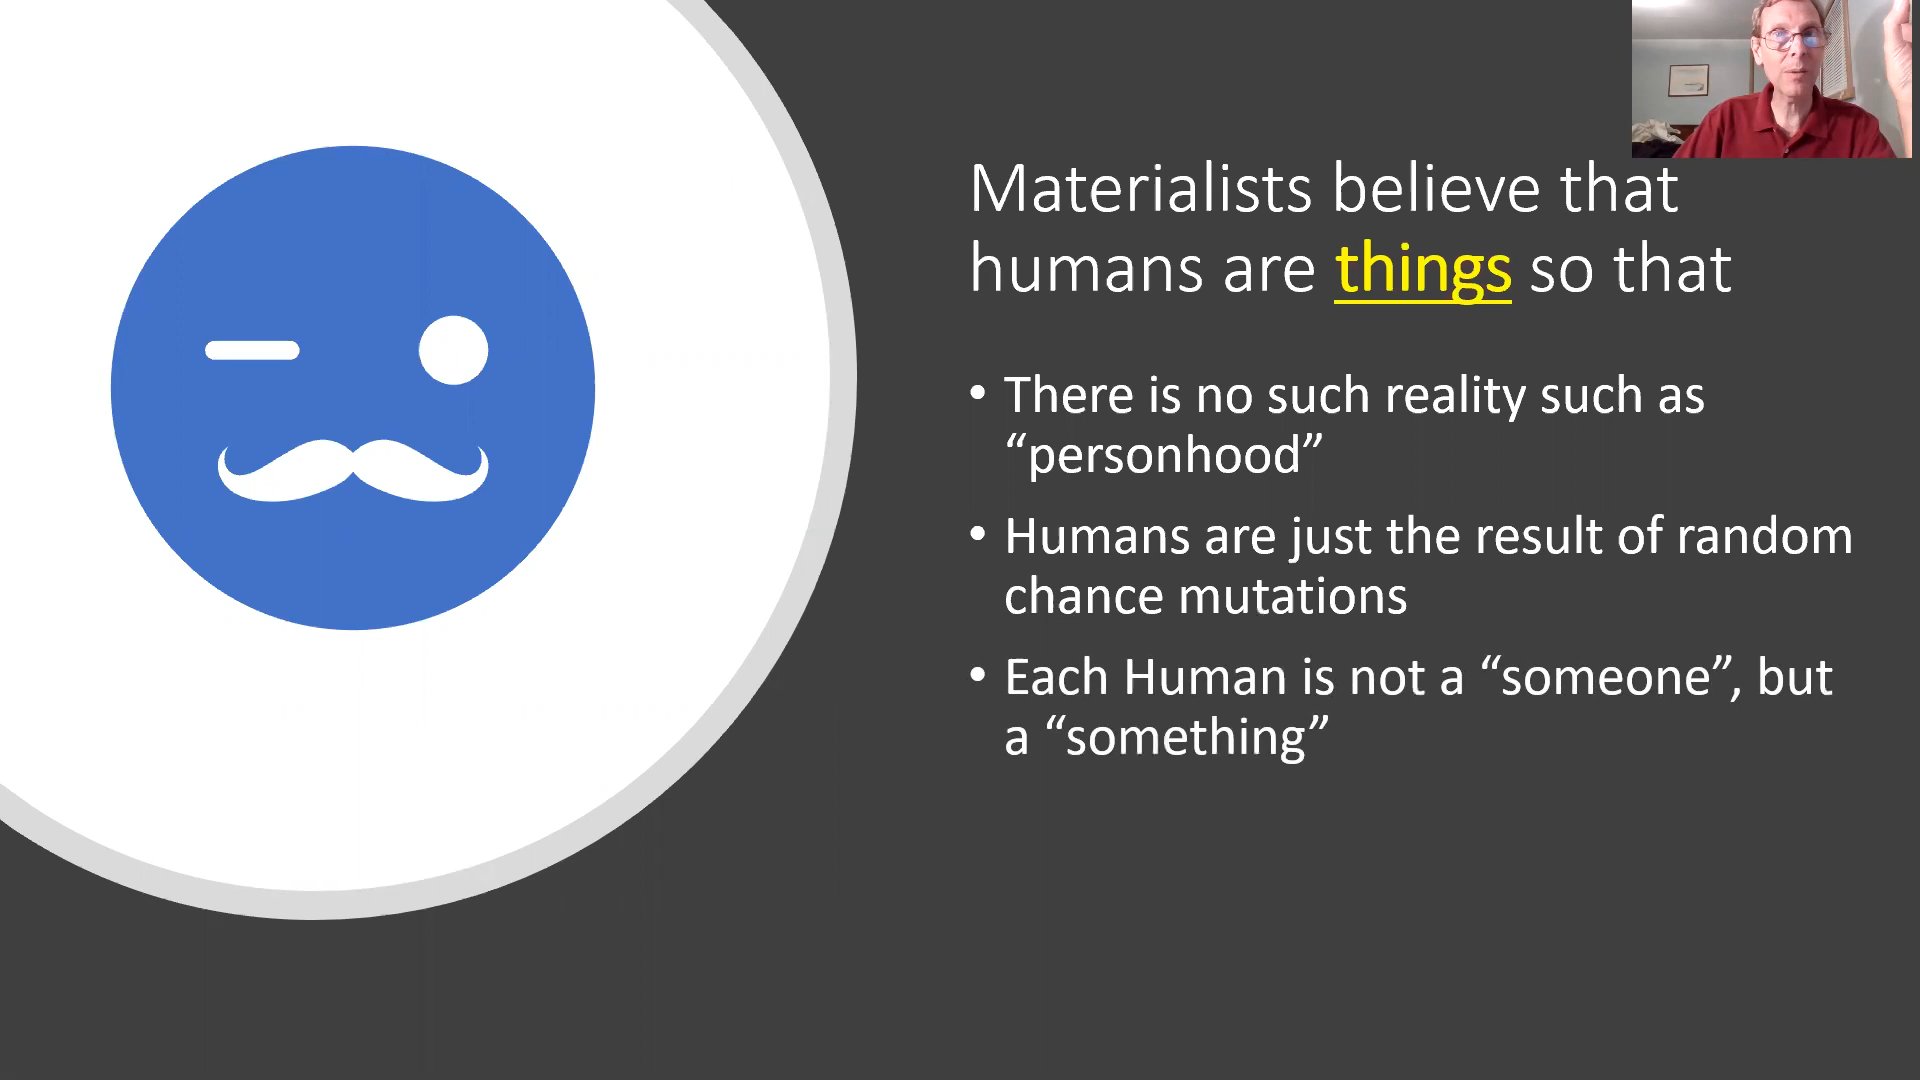 Materialists believe that
humans are things so that
• There is no such reality such as
“personhood”
• Humans are just the result of random
chance mutations
• Each Human is not a “someone”, but
a “something”